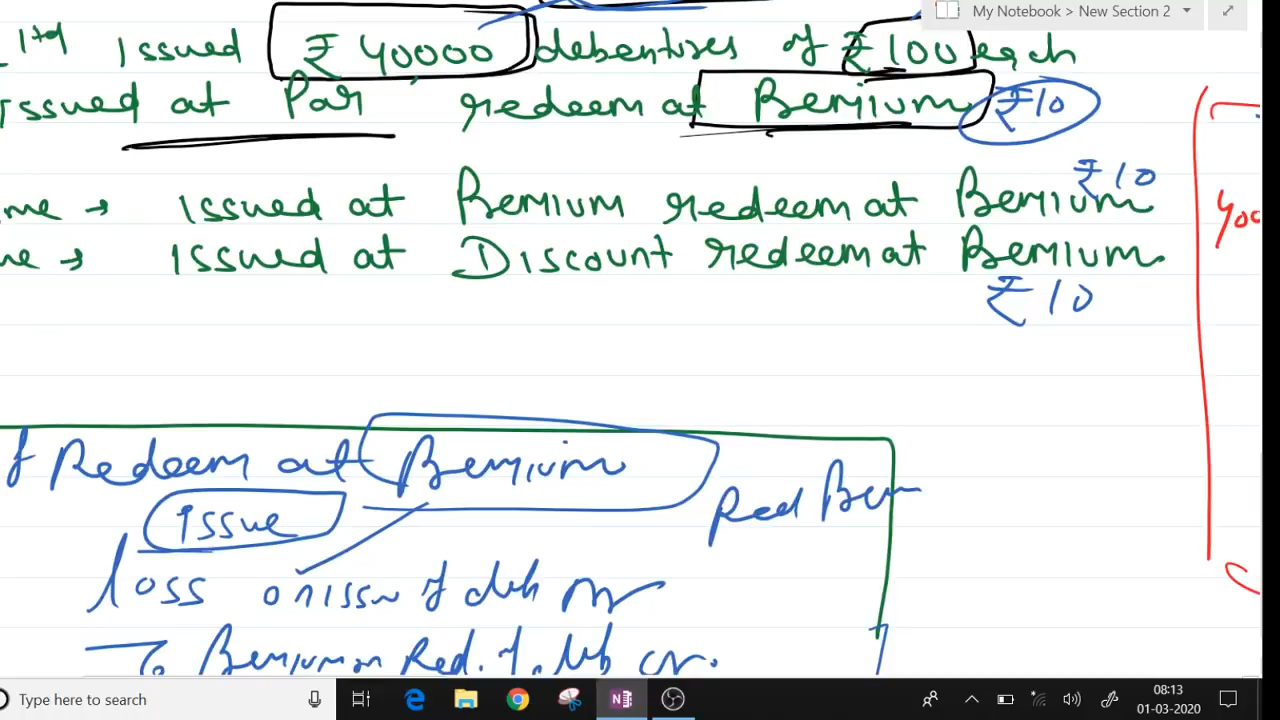 My Notebook > New Section 2
Ltd Issued ₹ 40000 debentures of ₹ 100 each
issued at Par redeem at Premium ₹10
₹10
me → issued at Premium redeem at Premium
me → issued at Discount redeem at Premium
₹10
Redeem at Premium
Issue
Red Prem
loss on issue of deb Dr
To Premium on Red. of. deb cr.
Type here to search
08:13
01-03-2020